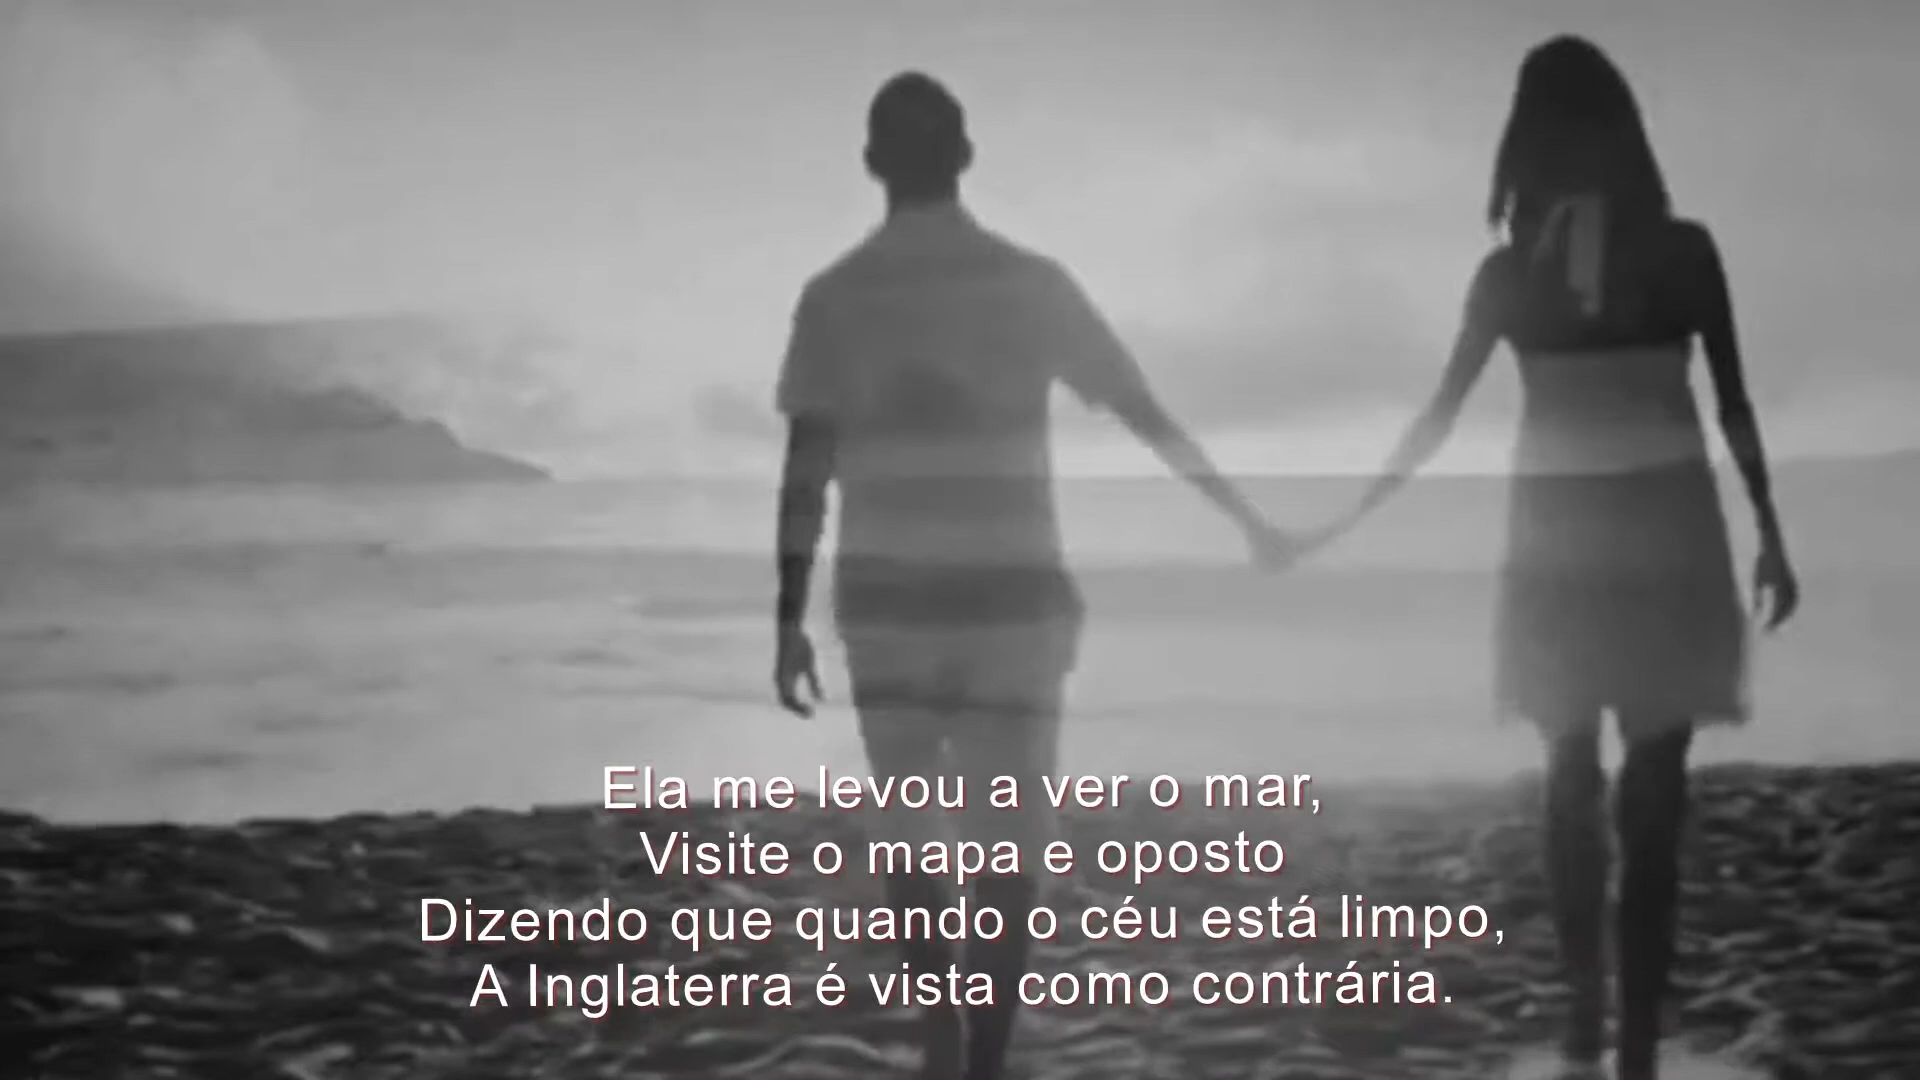 Ela me levou a ver o mar,
Visite o mapa e oposto
Dizendo que quando o céu está limpo,
A Inglaterra é vista como contrária.